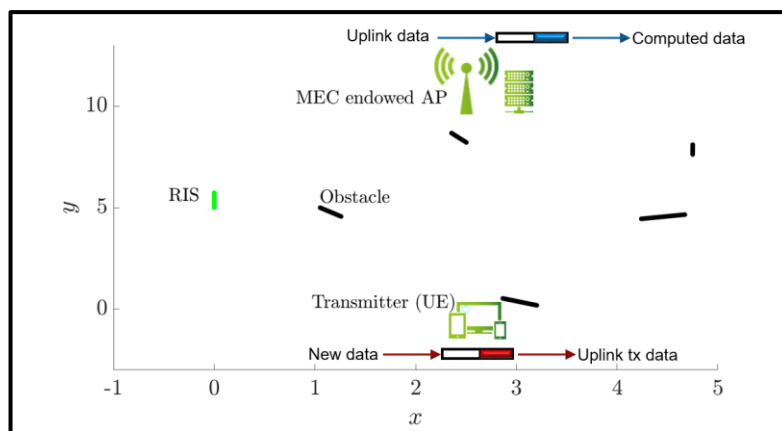 Uplink data
Computed data
MEC endowed AP
10
RIS
Obstacle
y
5
Transmitter (UE)
0
New data
Uplink tx data
-1
0
1
2
3
4
5
x